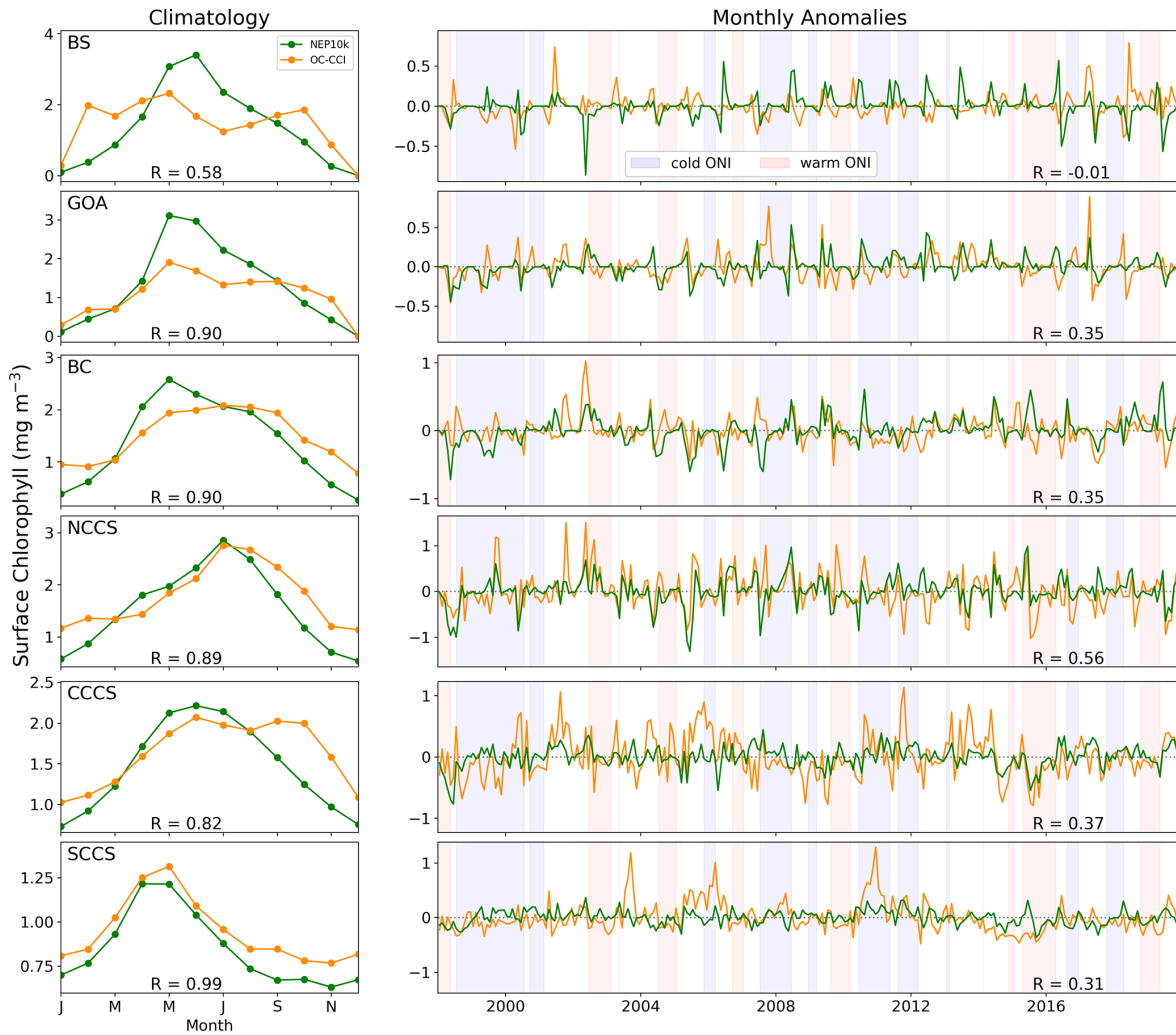 Climatology
Monthly Anomalies
Surface Chlorophyll (mg m⁻³)
BS
NEP10k
OC-CCI
4
2
0
R = 0.58
0.5
0.0
−0.5
cold ONI
warm ONI
R = -0.01
GOA
3
2
1
0
R = 0.90
0.5
0.0
−0.5
R = 0.35
BC
3
2
1
R = 0.90
1
0
−1
R = 0.35
NCCS
3
2
1
R = 0.89
1
0
−1
R = 0.56
CCCS
2.5
2.0
1.5
1.0
R = 0.82
1
0
−1
R = 0.37
SCCS
1.25
1.00
0.75
R = 0.99
1
0
−1
R = 0.31
J M M J S N
Month
2000 2004 2008 2012 2016